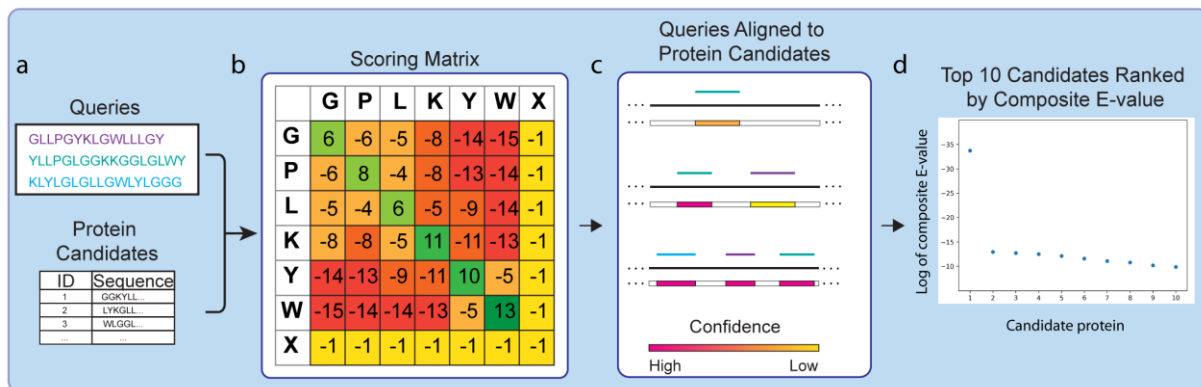 a
Queries
GLLPGYKLGWLLLGY
YLLPGLGGKKGGLGLWY
KLYLGLGLLGWLYLGGG
Protein
Candidates
ID Sequence
1 GGKYLL...
2 LYKGLL...
3 WLGGL...
... ...
b
Scoring Matrix
G P L K Y W X
G 6 -6 -5 -8 -14 -15 -1
P -6 8 -4 -8 -13 -14 -1
L -5 -4 6 -5 -9 -14 -1
K -8 -8 -5 11 -11 -13 -1
Y -14 -13 -9 -11 10 -5 -1
W -15 -14 -14 -13 -5 13 -1
X -1 -1 -1 -1 -1 -1 -1
c
Queries Aligned to
Protein Candidates
... ...
... ...
... ...
... ...
... ...
... ...
Confidence
High Low
d
Top 10 Candidates Ranked
by Composite E-value
Log of composite E-value
-35
-30
-25
-20
-15
-10
1 2 3 4 5 6 7 8 9 10
Candidate protein